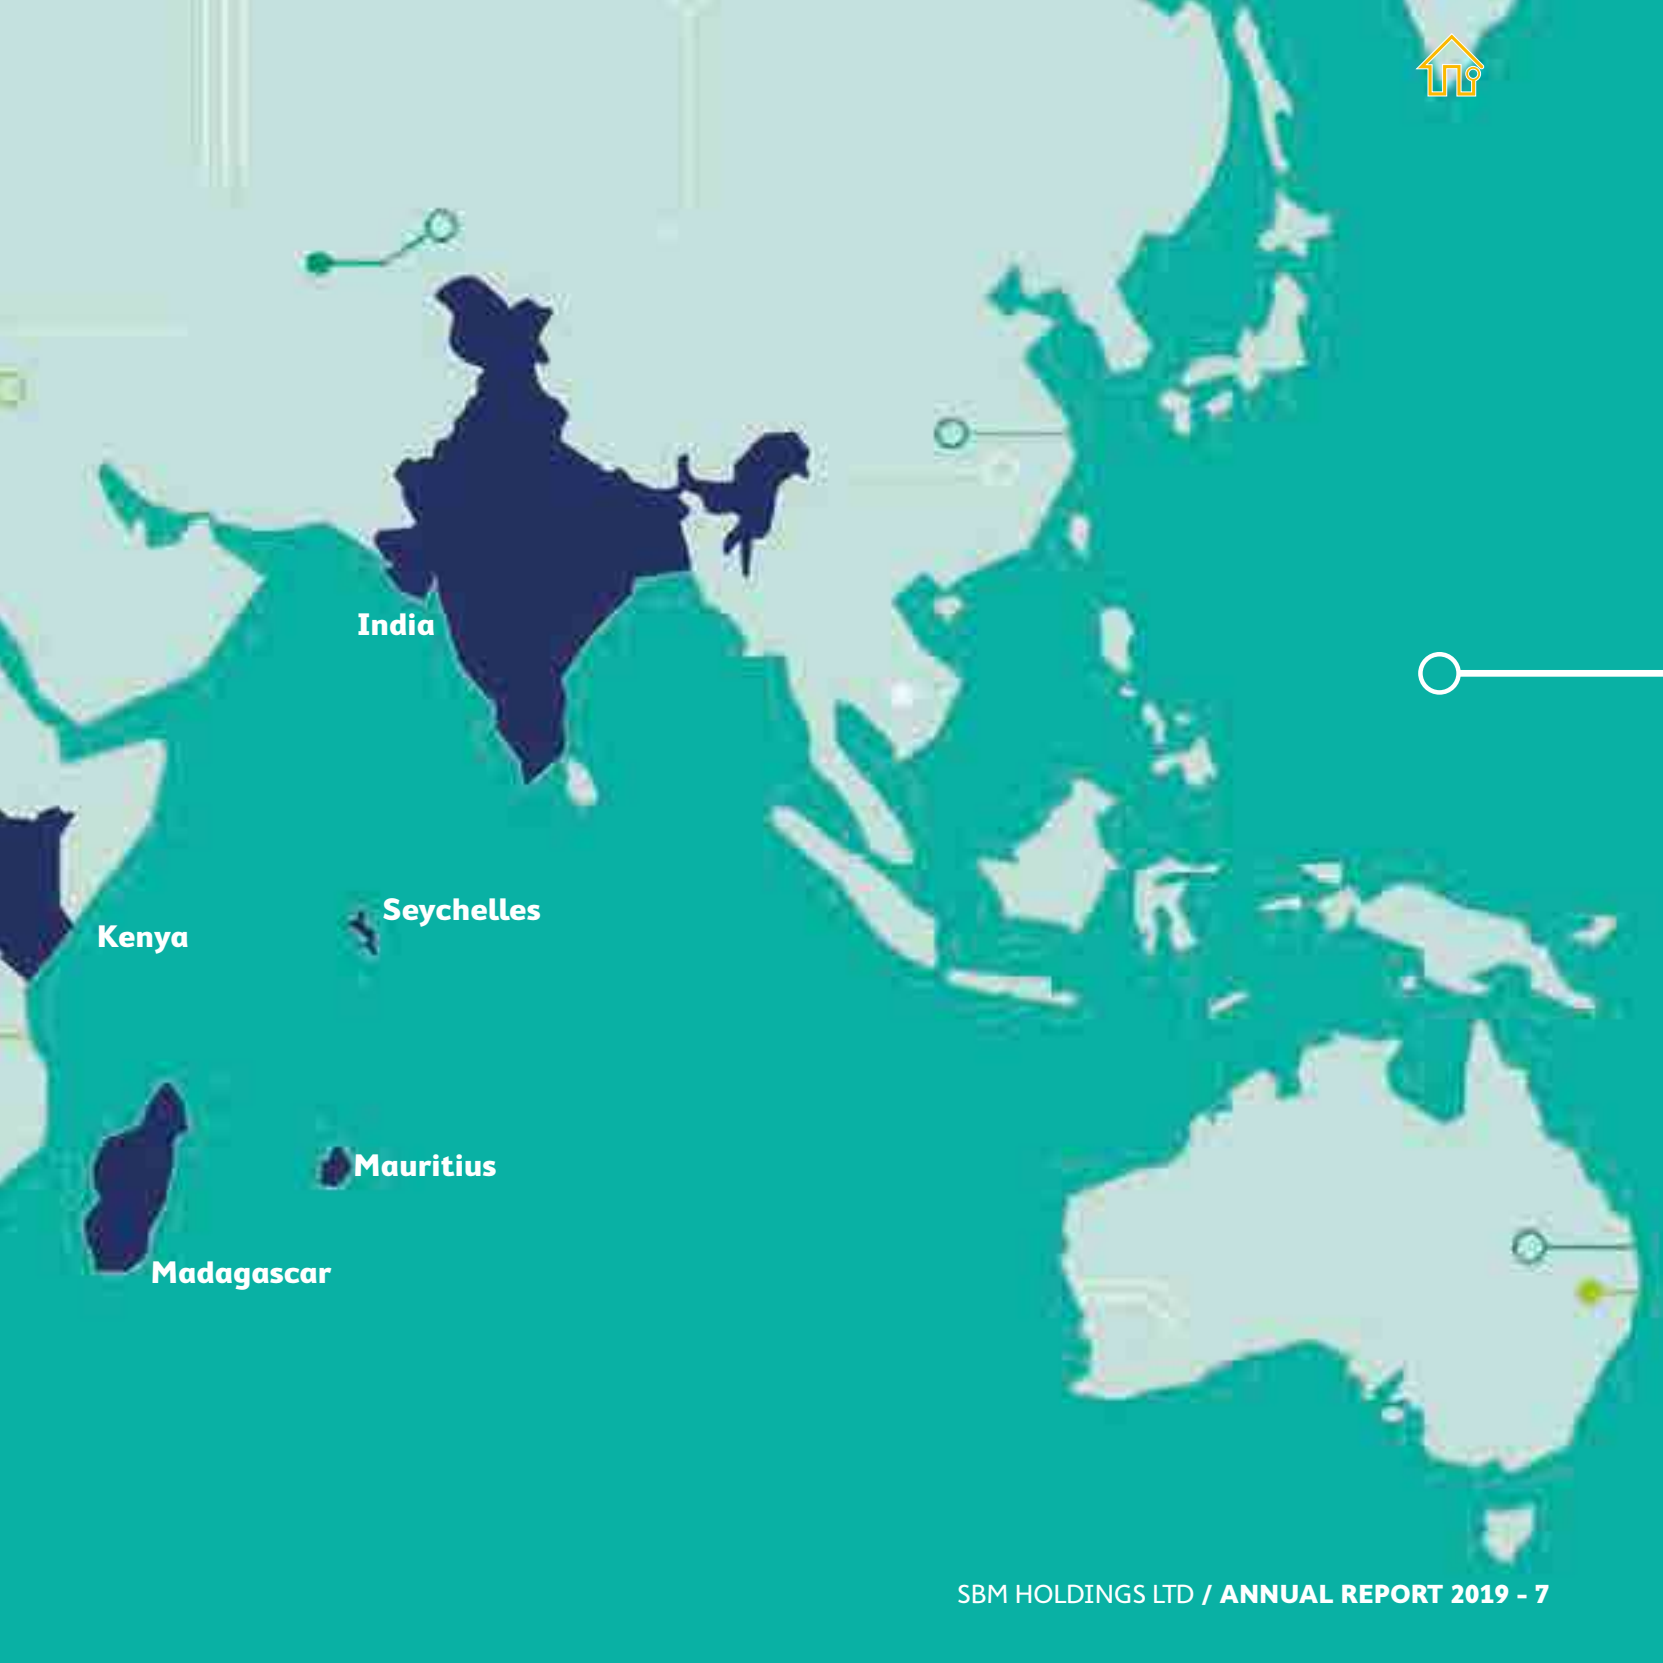 India
Seychelles
Kenya
Mauritius
Madagascar
SBM HOLDINGS LTD / ANNUAL REPORT 2019 - 7